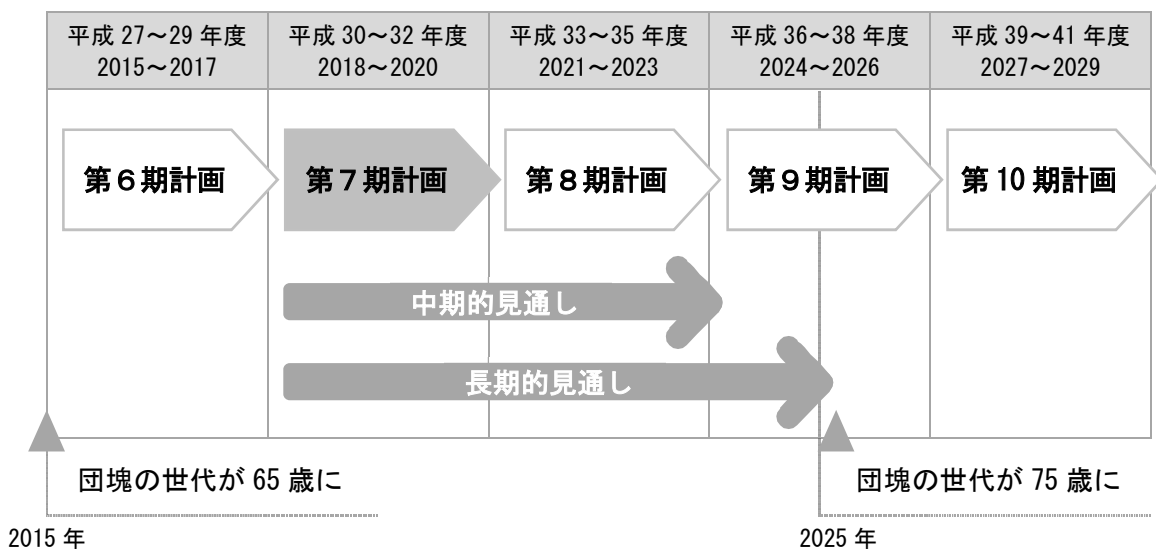 平成 27～29 年度
2015～2017
平成 30～32 年度
2018～2020
平成 33～35 年度
2021～2023
平成 36～38 年度
2024～2026
平成 39～41 年度
2027～2029
第６期計画
第７期計画
第８期計画
第９期計画
第 10 期計画
中期的見通し
長期的見通し
団塊の世代が 65 歳に
団塊の世代が 75 歳に
2015 年
2025 年